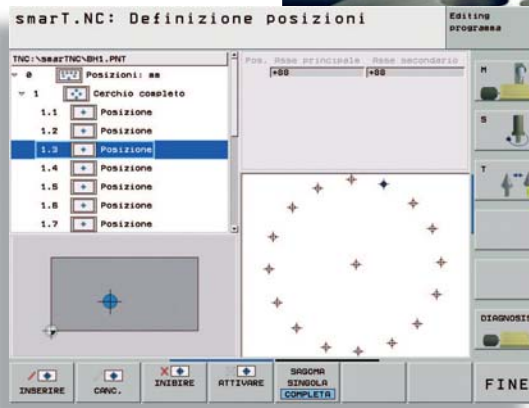 smarT.NC: Definizione posizioni
Editing
programma
TNC:\smarTNC\BH1.PNT
0 Posizioni: mm
1 Cerchio completo
1.1 Posizione
1.2 Posizione
1.3 Posizione
1.4 Posizione
1.5 Posizione
1.6 Posizione
1.7 Posizione
Pos. Asse principale Asse secondario
+00 +00
M
S
T
DIAGNOSIS
INSERIRE
CANC.
INIBIRE
ATTIVARE
SAGOMA
SINGOLA
COMPLETA
FINE